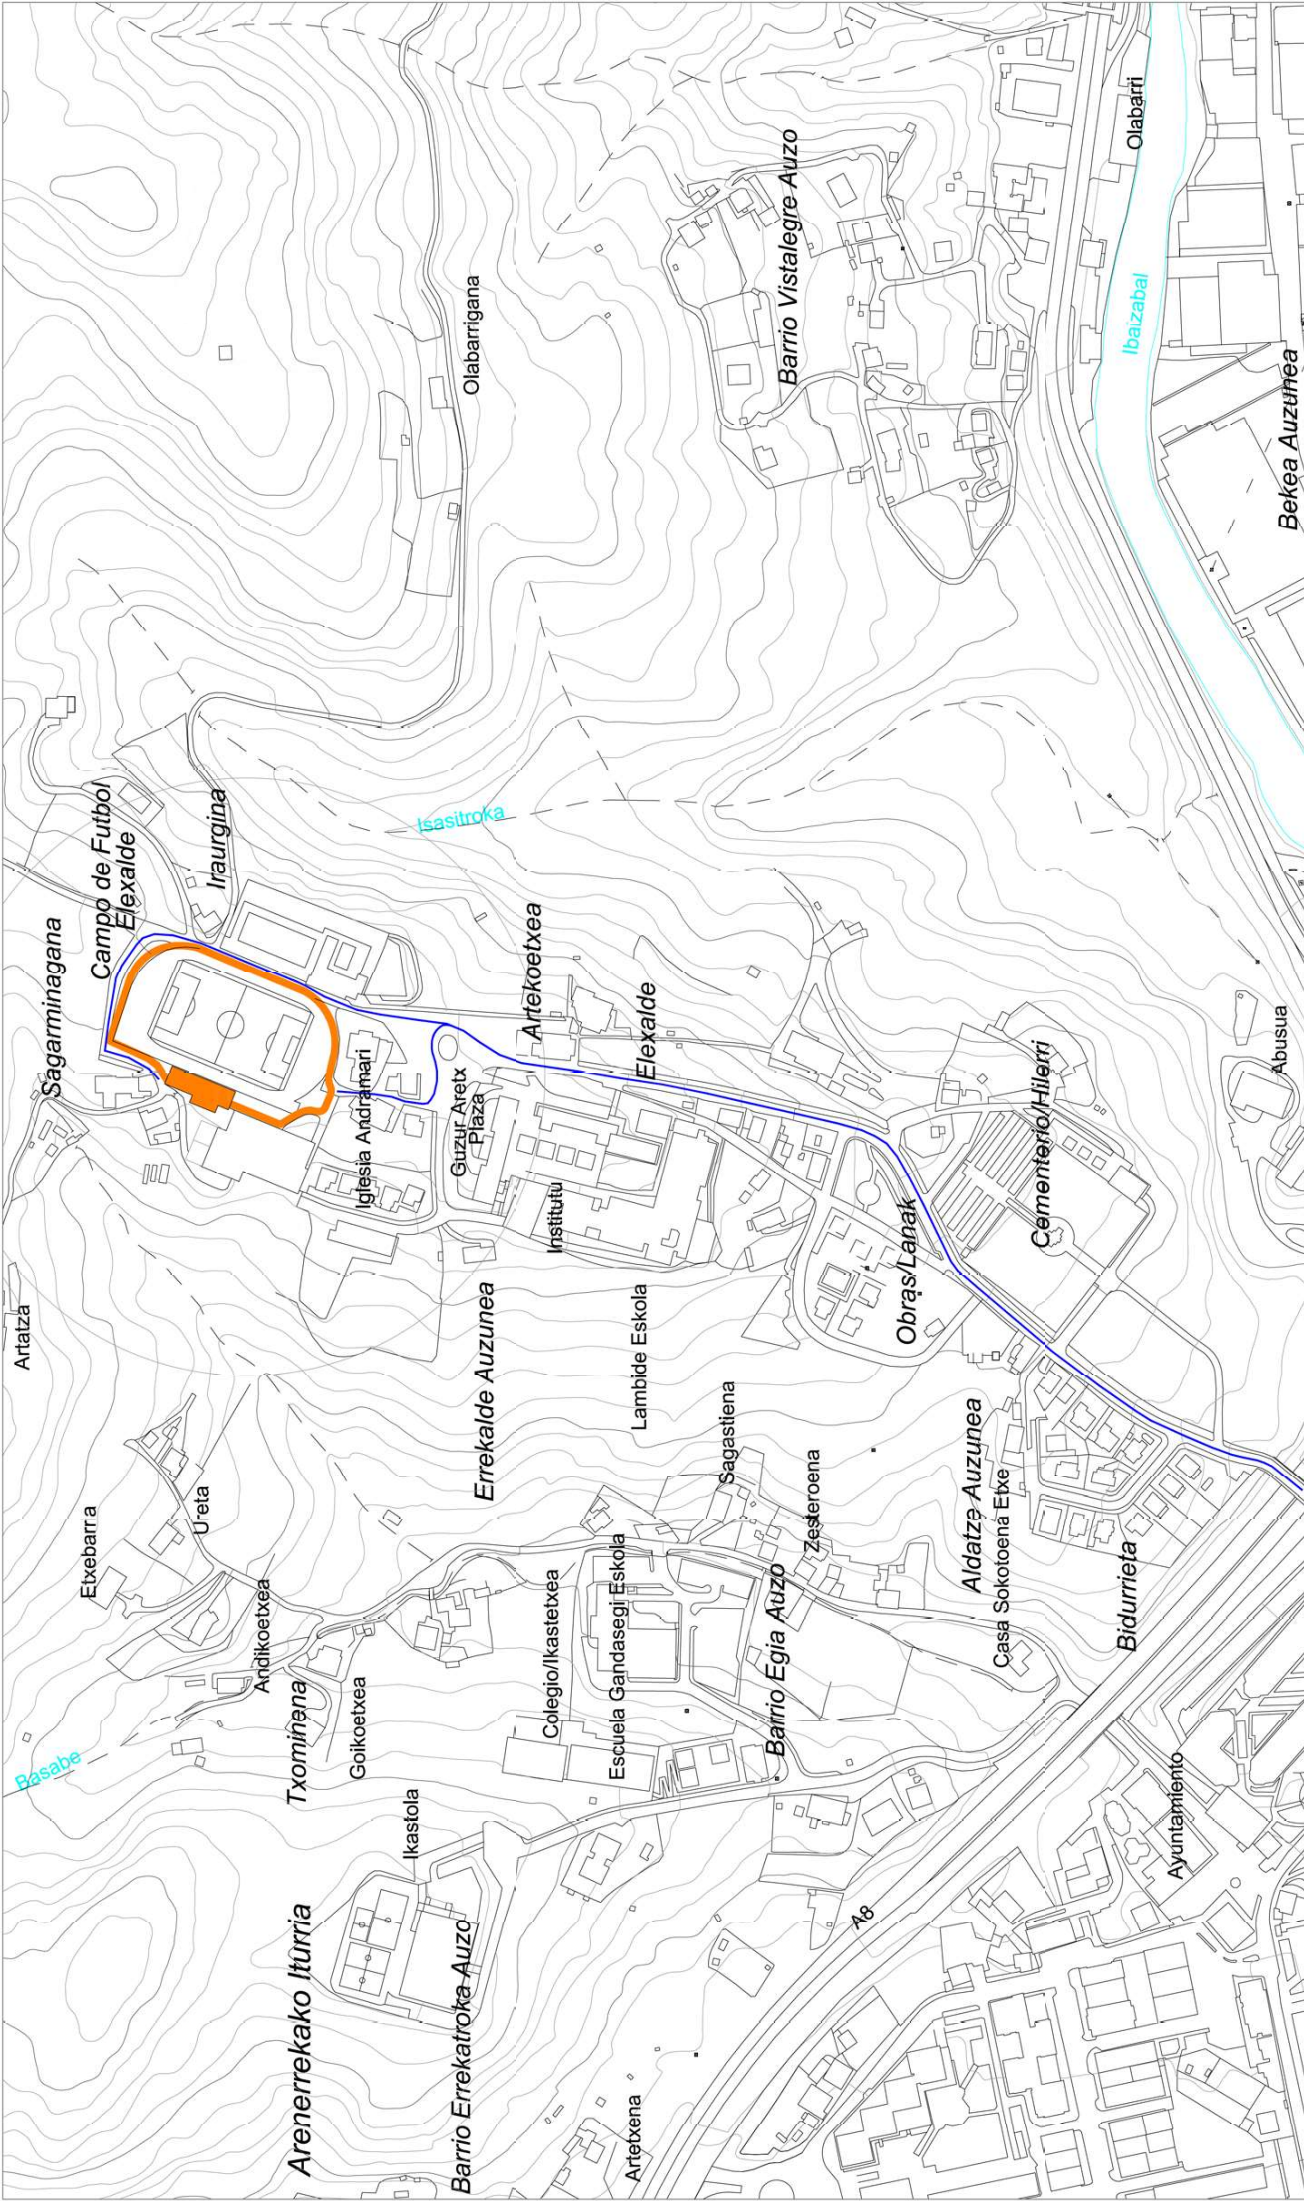 Artatza
Sagarminagana
Campo de Futbol
Elexalde
Iraurgina
Olabarrigana
Basabe
Etxebarria
Ureta
Andikoetxea
Txominena
Goikoetxea
Iglesia Andramari
Guzur Aretx
Plaza
Isasitroka
Artekoetxea
Elexalde
Institutu
Errekalde Auzunea
Lambide Eskola
Barrio Vistalegre Auzo
Olabarri
Ibaizabal
Bekea Auzunea
Arenerrekako Iturria
Ikastola
Barrio Errekatroka Auzo
Colegio/Ikastetxea
Escuela Gandasegi Eskola
Sagastiena
Zesteroena
Barrio Egia Auzo
Obras/Lanak
Cementerio/Hilerri
Abusua
Aldatze Auzunea
Casa Sokotoena Etxe
Bidurrieta
Artetxena
A8
Ayuntamiento